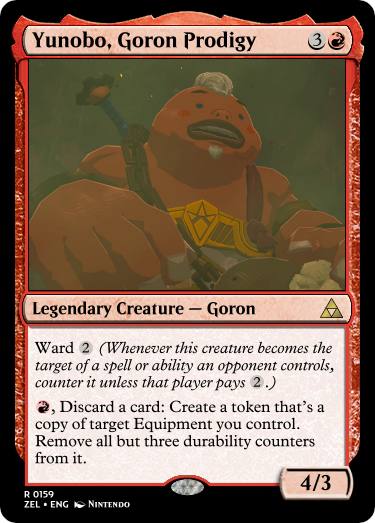 Yunobo, Goron Prodigy 3
Legendary Creature — Goron
Ward 2 (Whenever this creature becomes the
target of a spell or ability an opponent controls,
counter it unless that player pays 2.)
, Discard a card: Create a token that's a
copy of target Equipment you control.
Remove all but three durability counters
from it.
4/3
R 0159
ZEL • ENG Nintendo